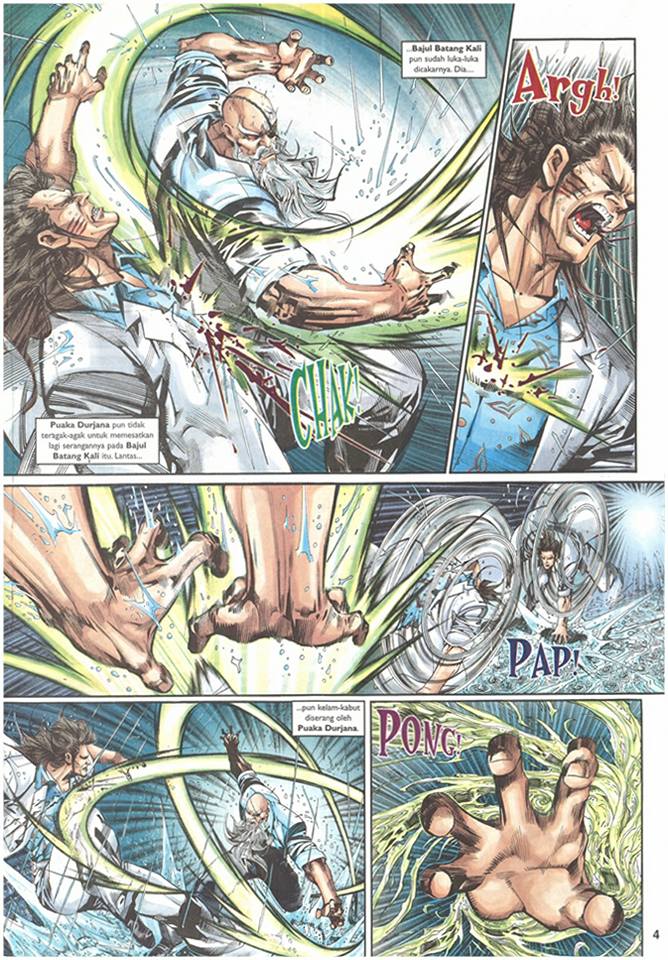 ...Bajul Batang Kali
pun sudah luka-luka
dicakarnya. Dia....
Argh!
CHAK!
Puaka Durjana pun tidak
teragak-agak untuk memesatkan
lagi serangannya pada Bajul
Batang Kali itu. Lantas...
PAP!
...pun kelam-kabut
diserang oleh
Puaka Durjana.
PONG!
4